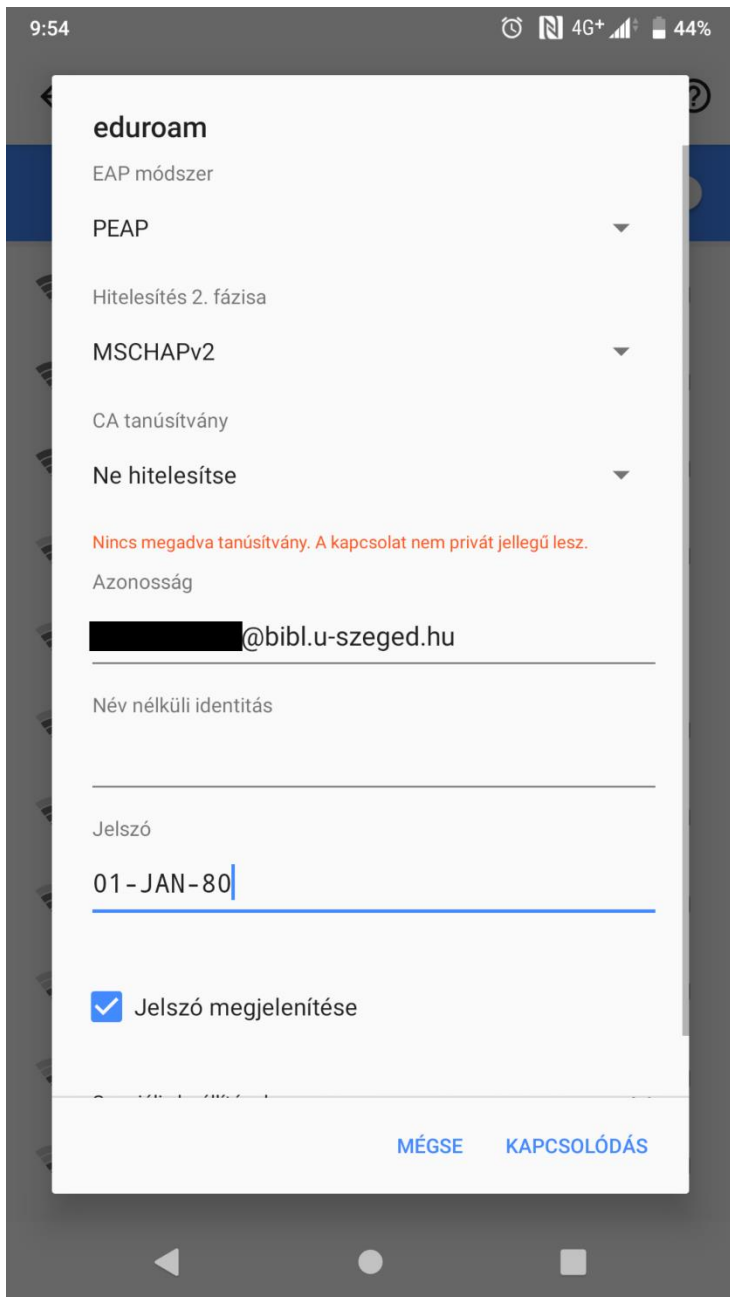 9:54
4G+
44%
eduroam
EAP módszer
PEAP
Hitelesítés 2. fázisa
MSCHAPv2
CA tanúsítvány
Ne hitelesítse
Nincs megadva tanúsítvány. A kapcsolat nem privát jellegű lesz.
Azonosság
@bibl.u-szeged.hu
Név nélküli identitás
Jelszó
01-JAN-80
Jelszó megjelenítése
MÉGSE KAPCSOLÓDÁS